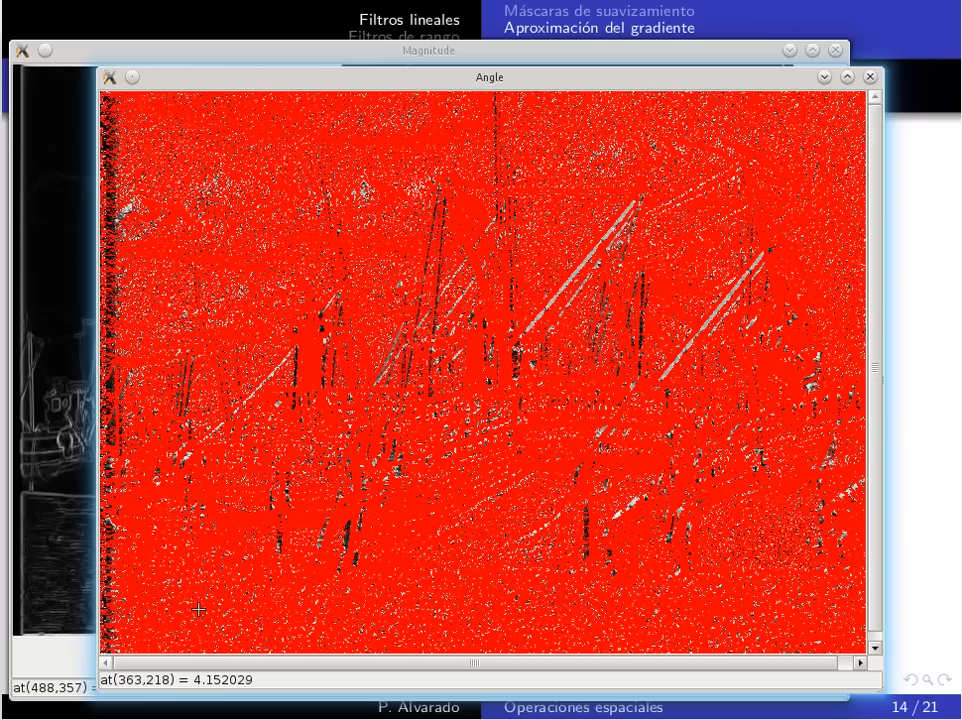 Filtros lineales
Filtros de rango
Máscaras de suavizamiento
Aproximación del gradiente
Magnitude
Angle
at(363,218) = 4.152029
at(488,357) =
P. Alvarado
Operaciones espaciales
14 / 21